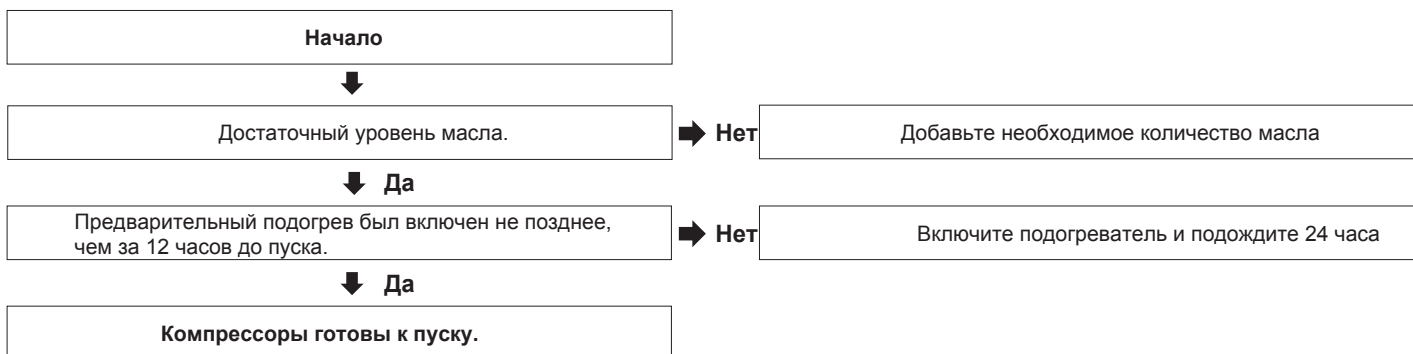 Начало
Достаточный уровень масла.
Нет
Добавьте необходимое количество масла
Да
Предварительный подогрев был включен не позднее,
чем за 12 часов до пуска.
Нет
Включите подогреватель и подождите 24 часа
Да
Компрессоры готовы к пуску.